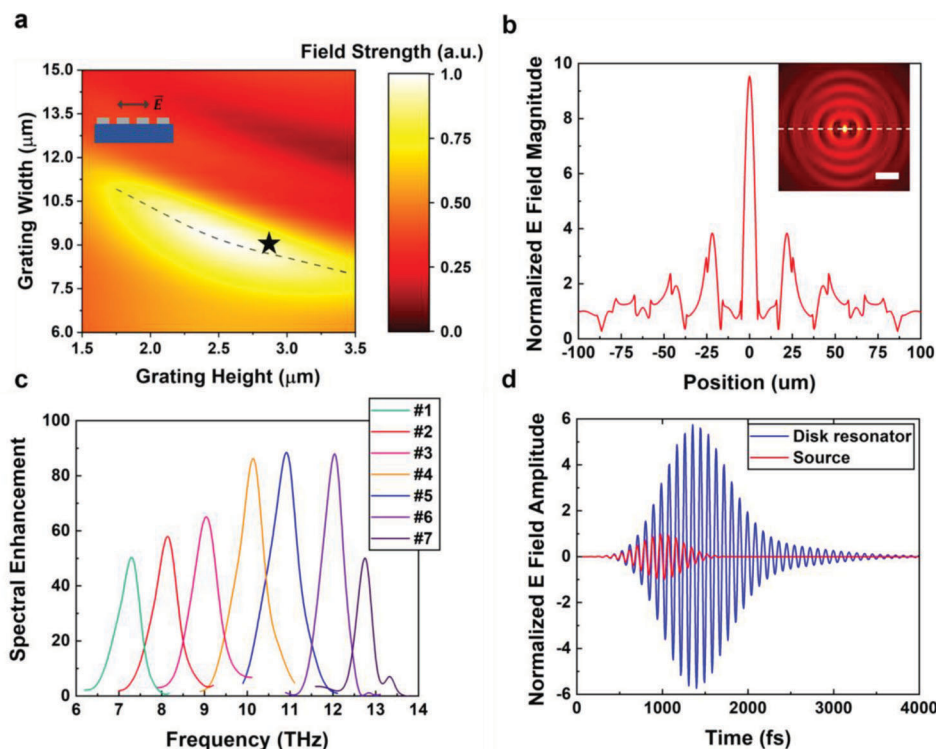 a
Field Strength (a.u.)
15.0
13.5
12.0
10.5
9.0
7.5
6.0
Grating Width (μm)
E
1.0
0.75
0.50
0.25
0.0
1.5 2.0 2.5 3.0 3.5
Grating Height (μm)
b
10
8
6
4
2
0
Normalized E Field Magnitude
-100 -75 -50 -25 0 25 50 75 100
Position (um)
c
100
80
60
40
20
0
Spectral Enhancement
#1
#2
#3
#4
#5
#6
#7
6 7 8 9 10 11 12 13 14
Frequency (THz)
d
6
4
2
0
-2
-4
-6
Normalized E Field Amplitude
Disk resonator
Source
0 1000 2000 3000 4000
Time (fs)